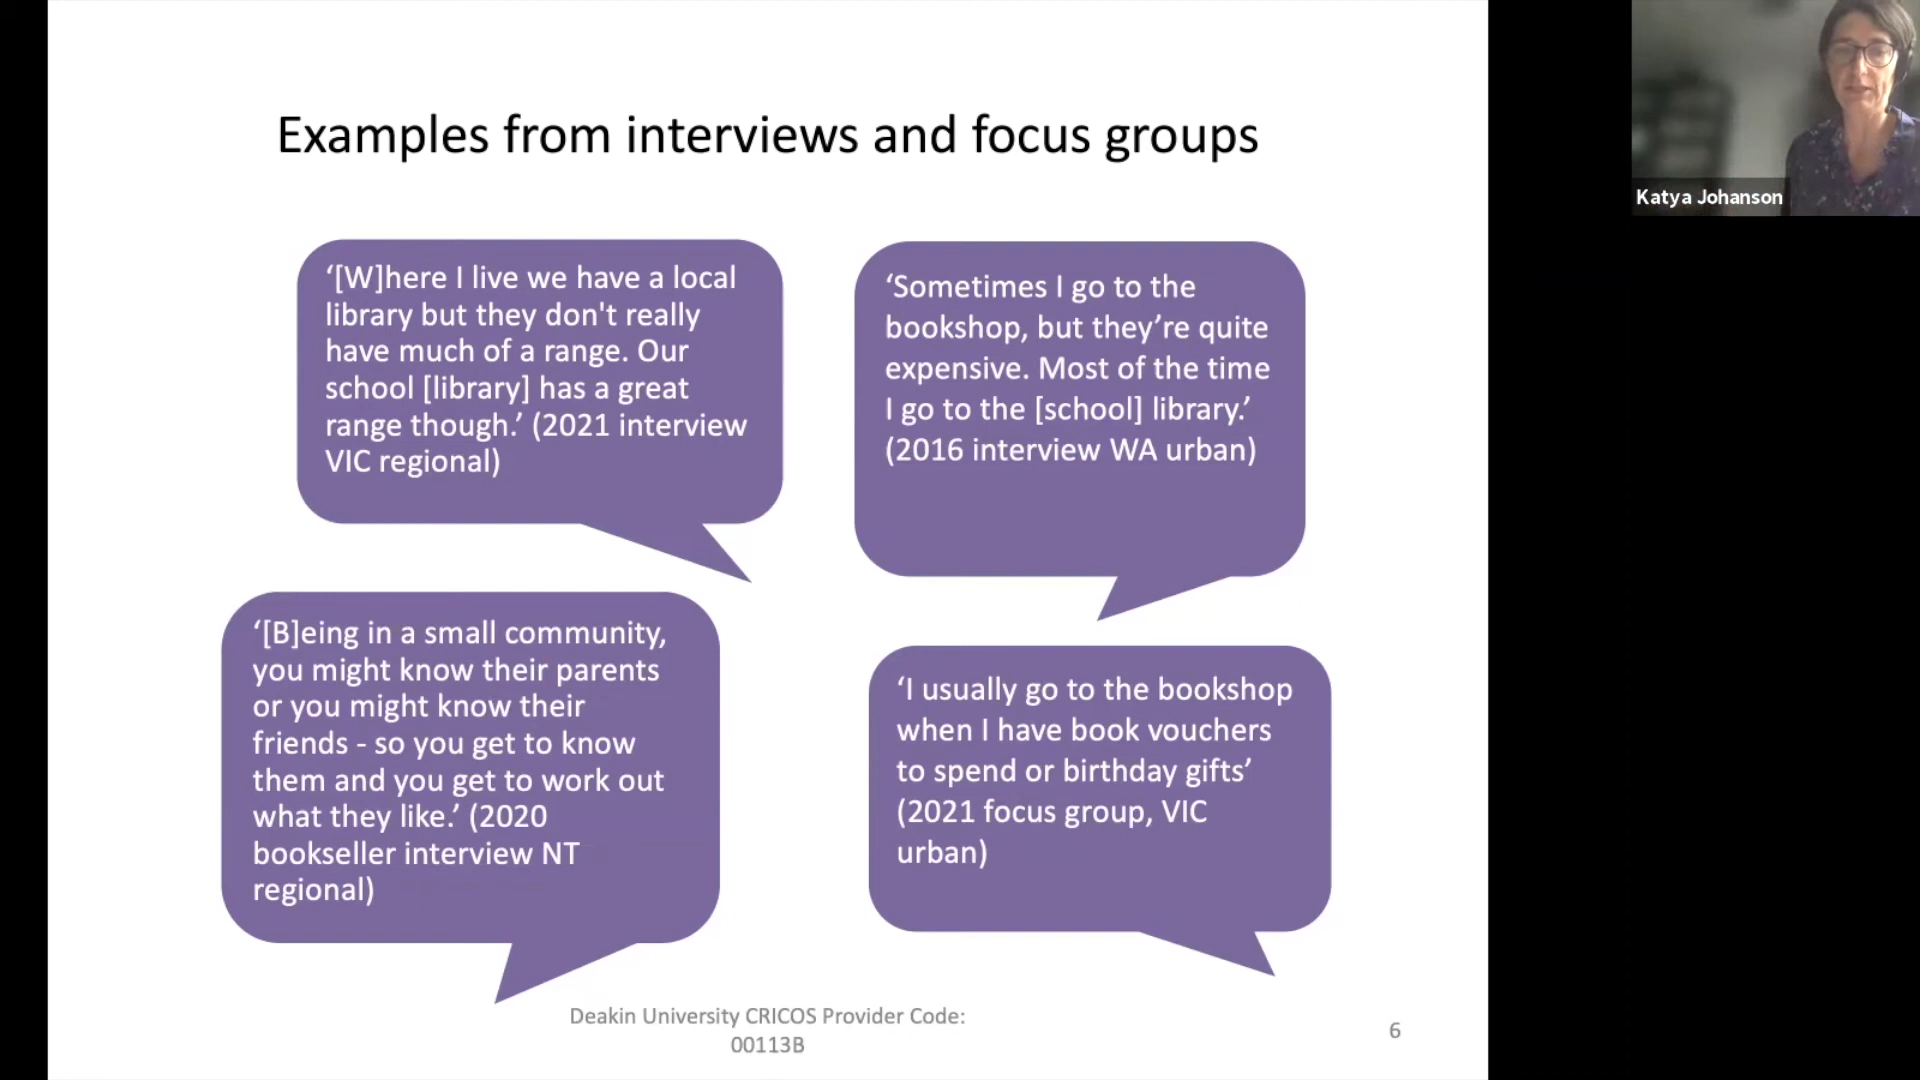 Examples from interviews and focus groups
‘[W]here I live we have a local
library but they don't really
have much of a range. Our
school [library] has a great
range though.’ (2021 interview
VIC regional)
‘Sometimes I go to the
bookshop, but they’re quite
expensive. Most of the time
I go to the [school] library.’
(2016 interview WA urban)
‘[B]eing in a small community,
you might know their parents
or you might know their
friends - so you get to know
them and you get to work out
what they like.’ (2020
bookseller interview NT
regional)
‘I usually go to the bookshop
when I have book vouchers
to spend or birthday gifts’
(2021 focus group, VIC
urban)
Deakin University CRICOS Provider Code:
00113B
6
Katya Johanson